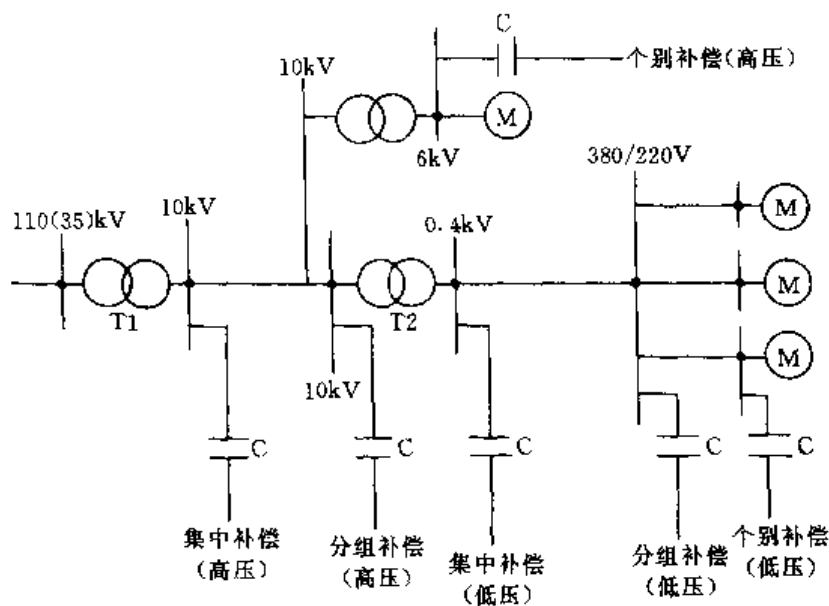 C
个别补偿(高压)
10kV
M
6kV
380/220V
110(35)kV
10kV
0.4kV
M
T1
T2
M
10kV
M
C
C
C
C
C
集中补偿
(高压)
分组补偿
(高压)
集中补偿
(低压)
分组补偿
(低压)
个别补偿
(低压)